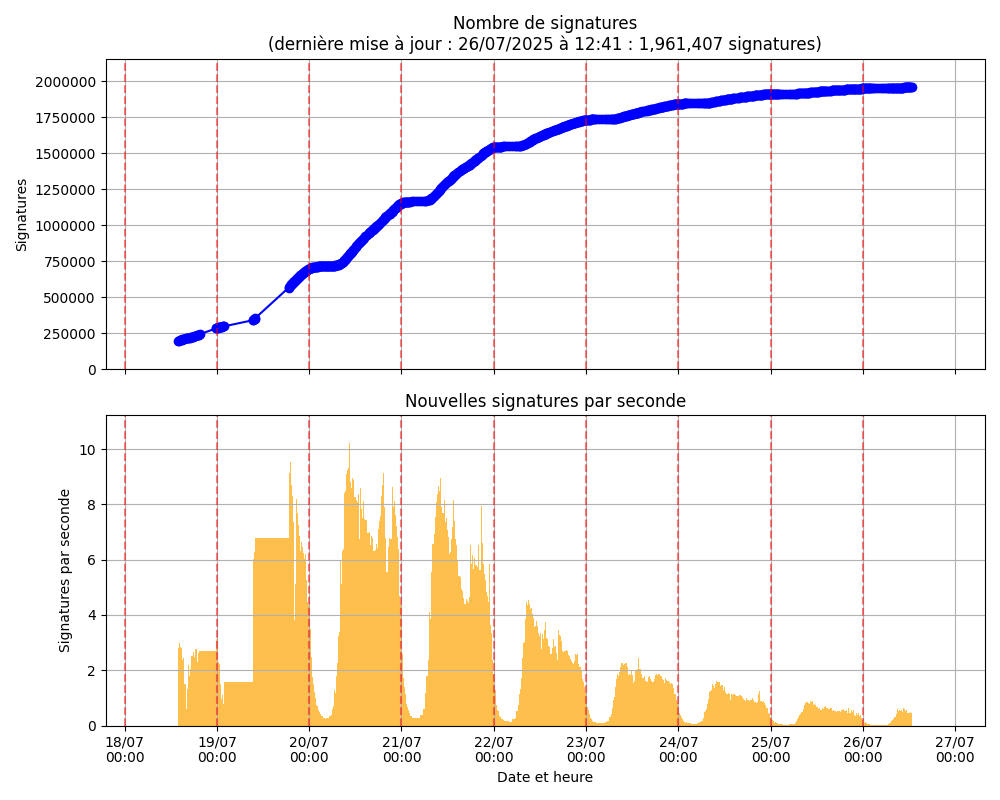 Nombre de signatures
(dernière mise à jour : 26/07/2025 à 12:41 : 1,961,407 signatures)
2000000
1750000
1500000
1250000
1000000
750000
500000
250000
0
Signatures
Nouvelles signatures par seconde
10
8
6
4
2
0
Signatures par seconde
18/07 19/07 20/07 21/07 22/07 23/07 24/07 25/07 26/07 27/07
00:00 00:00 00:00 00:00 00:00 00:00 00:00 00:00 00:00 00:00
Date et heure